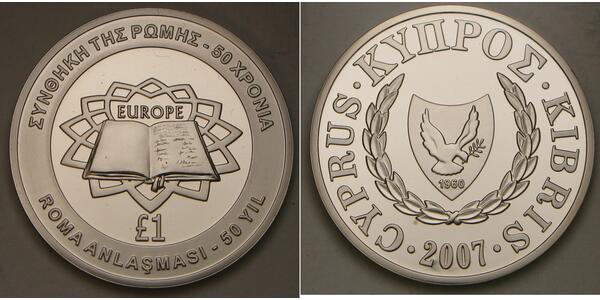 ΣΥΝΘΗΚΗ ΤΗΣ ΡΩΜΗΣ - 50 ΧΡΟΝΙΑ
EUROPE
£1
ROMA ANLAŞMASI - 50 YIL
CYPRUS · ΚΥΠΡΟΣ · KIBRIS
1960
· 2007 ·